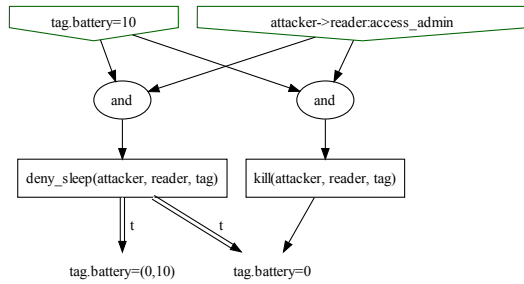 tag.battery=10
attacker->reader:access_admin
and
and
deny_sleep(attacker, reader, tag)
kill(attacker, reader, tag)
t
t
tag.battery=(0,10)
tag.battery=0